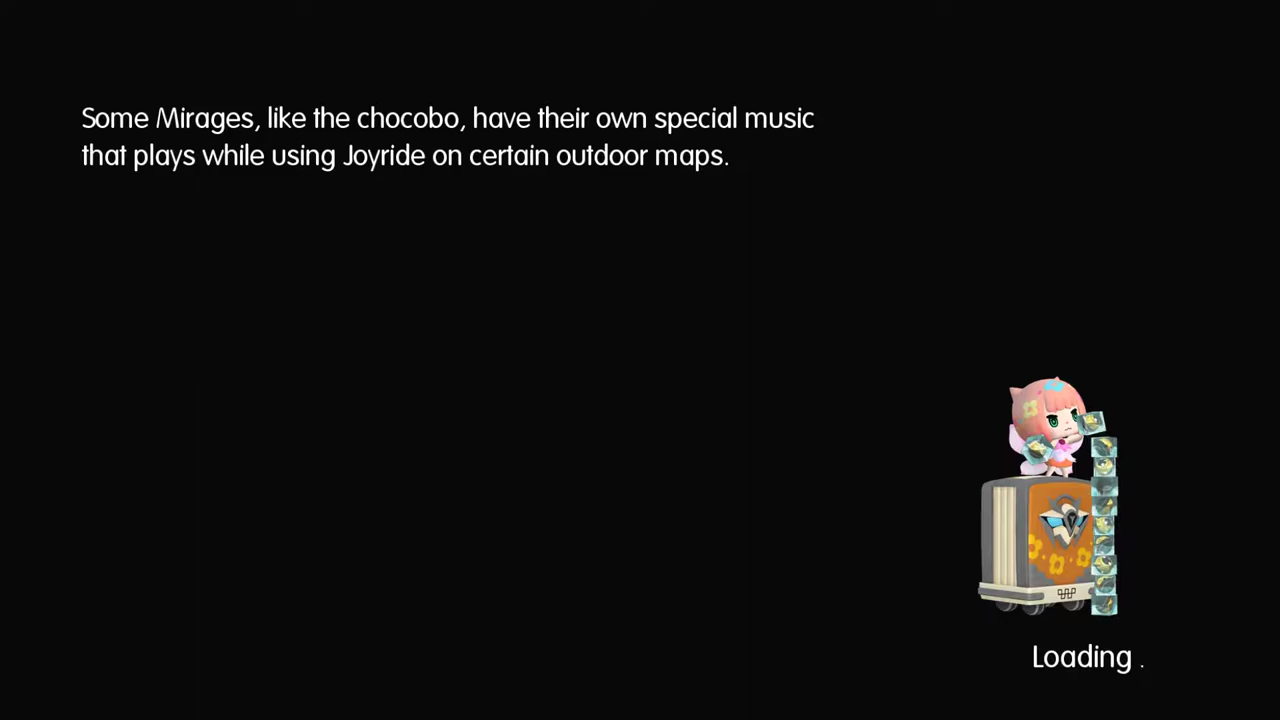 Some Mirages, like the chocobo, have their own special music
that plays while using Joyride on certain outdoor maps.
Loading .